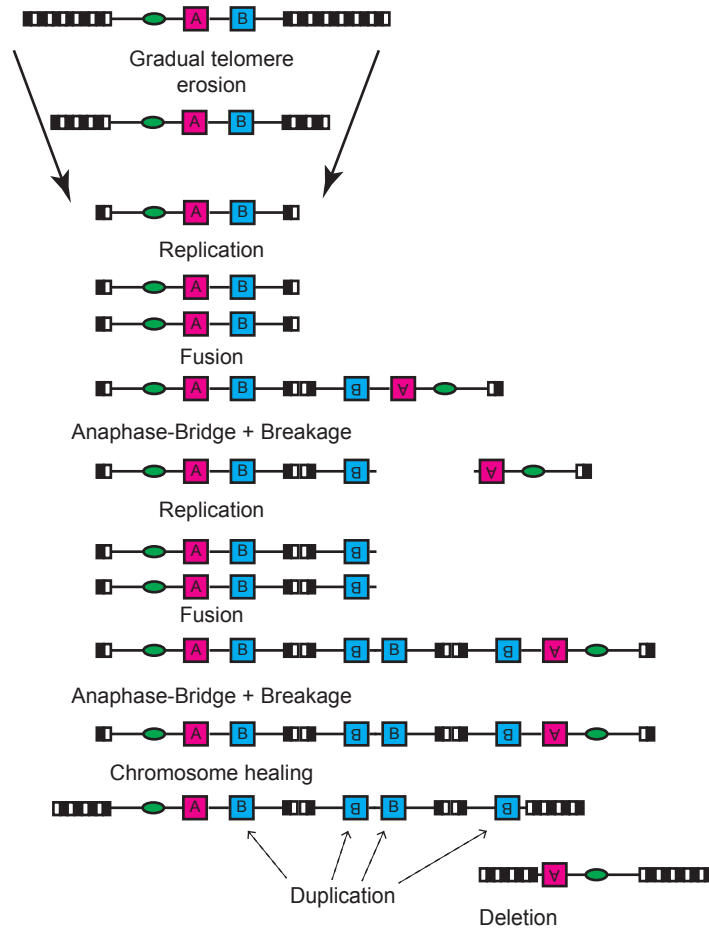 A B
Gradual telomere
erosion
A B
A B
Replication
A B
A B
Fusion
A B B A
Anaphase-Bridge + Breakage
A B B A
Replication
A B B
A B B
Fusion
A B B B B A
Anaphase-Bridge + Breakage
A B B B B A
Chromosome healing
A B B B B
Duplication
A
Deletion